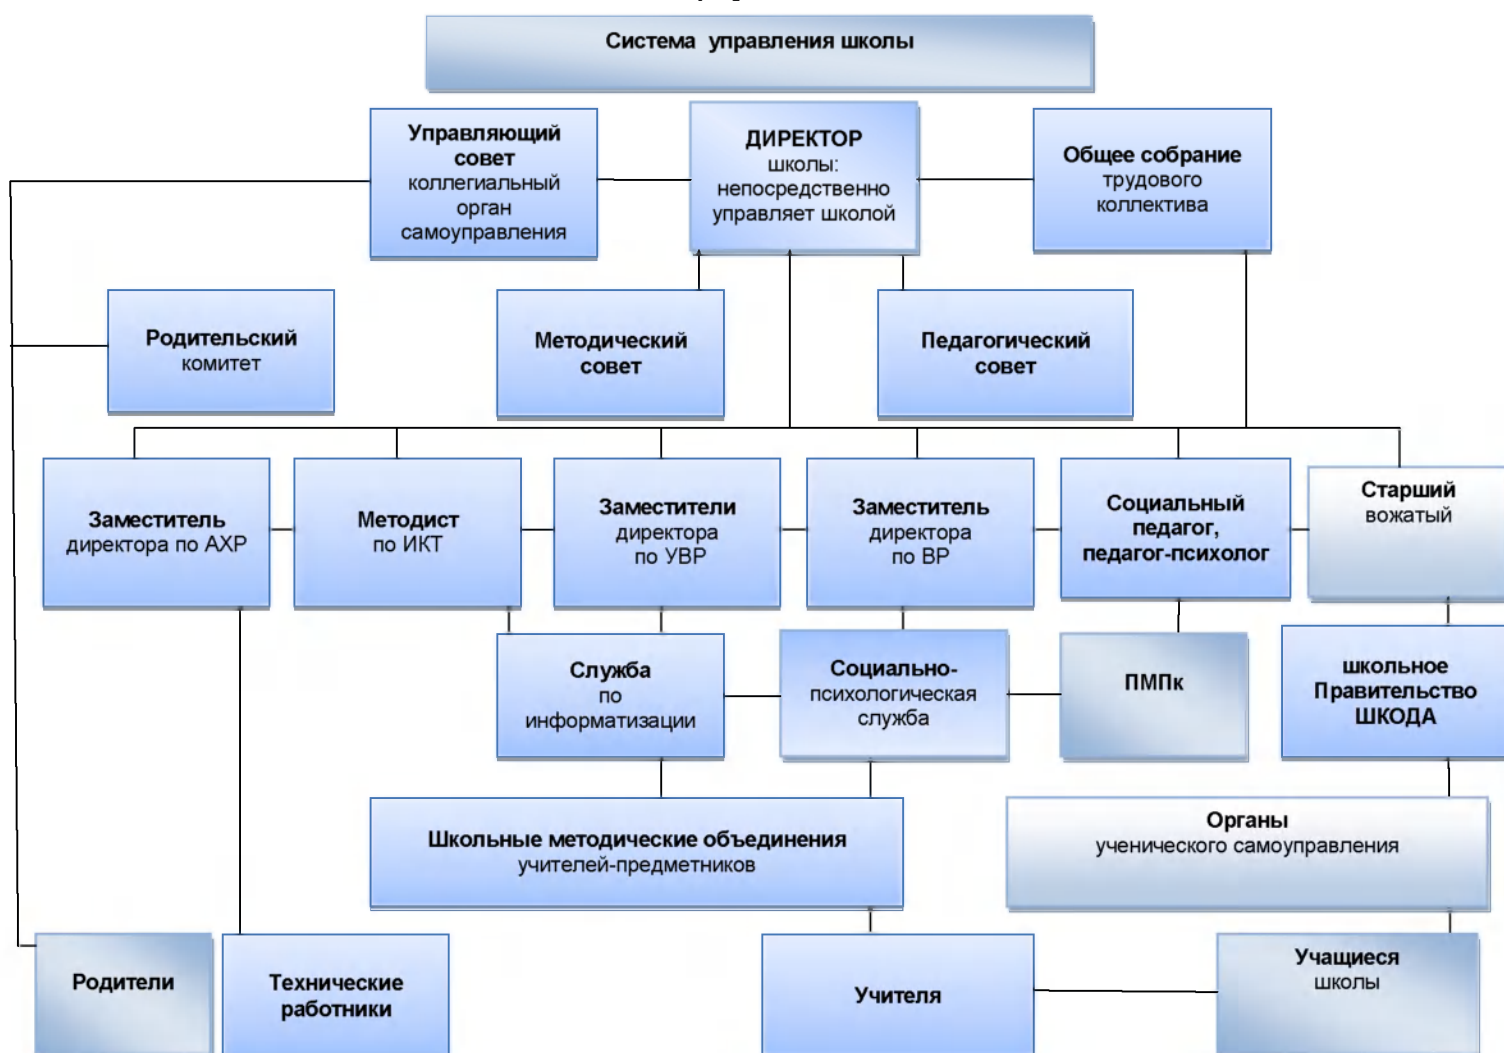 Система управления школы
Управляющий
совет
коллегиальный
орган
самоуправления
ДИРЕКТОР
школы:
непосредственно
управляет школой
Общее собрание
трудового
коллектива
Родительский
комитет
Методический
совет
Педагогический
совет
Заместитель
директора по АХР
Методист
по ИКТ
Заместители
директора
по УВР
Заместитель
директора
по ВР
Социальный
педагог,
педагог-психолог
Старший
вожатый
Служба
по
информатизации
Социально-
психологическая
служба
ПМПк
школьное
Правительство
ШКОДА
Школьные методические объединения
учителей-предметников
Органы
ученического самоуправления
Родители
Технические
работники
Учителя
Учащиеся
школы